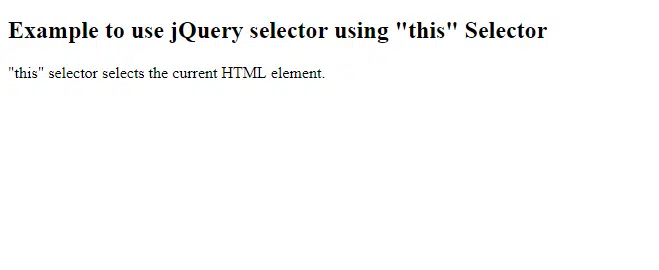 Example to use jQuery selector using "this" Selector
"this" selector selects the current HTML element.